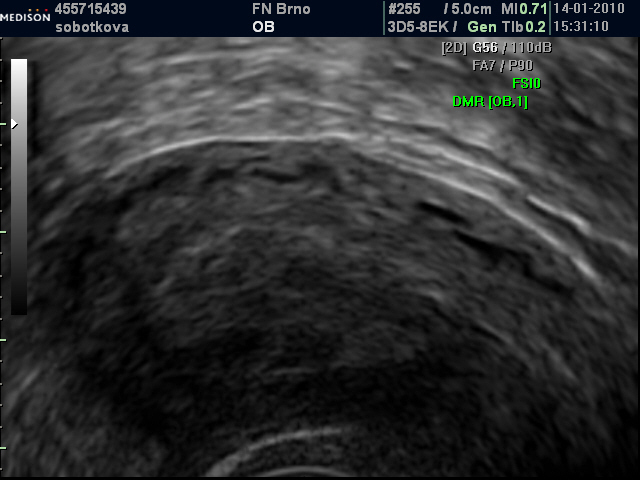 MEDISON 455715439 FN Brno #255 / 5.0cm MI0.71 14-01-2010
sobotkova OB 3D5-8EK / Gen TIb0.2 15:31:10
[2D] G56 / 110dB
FA7 / P90
FSI0
DMR [OB,1]